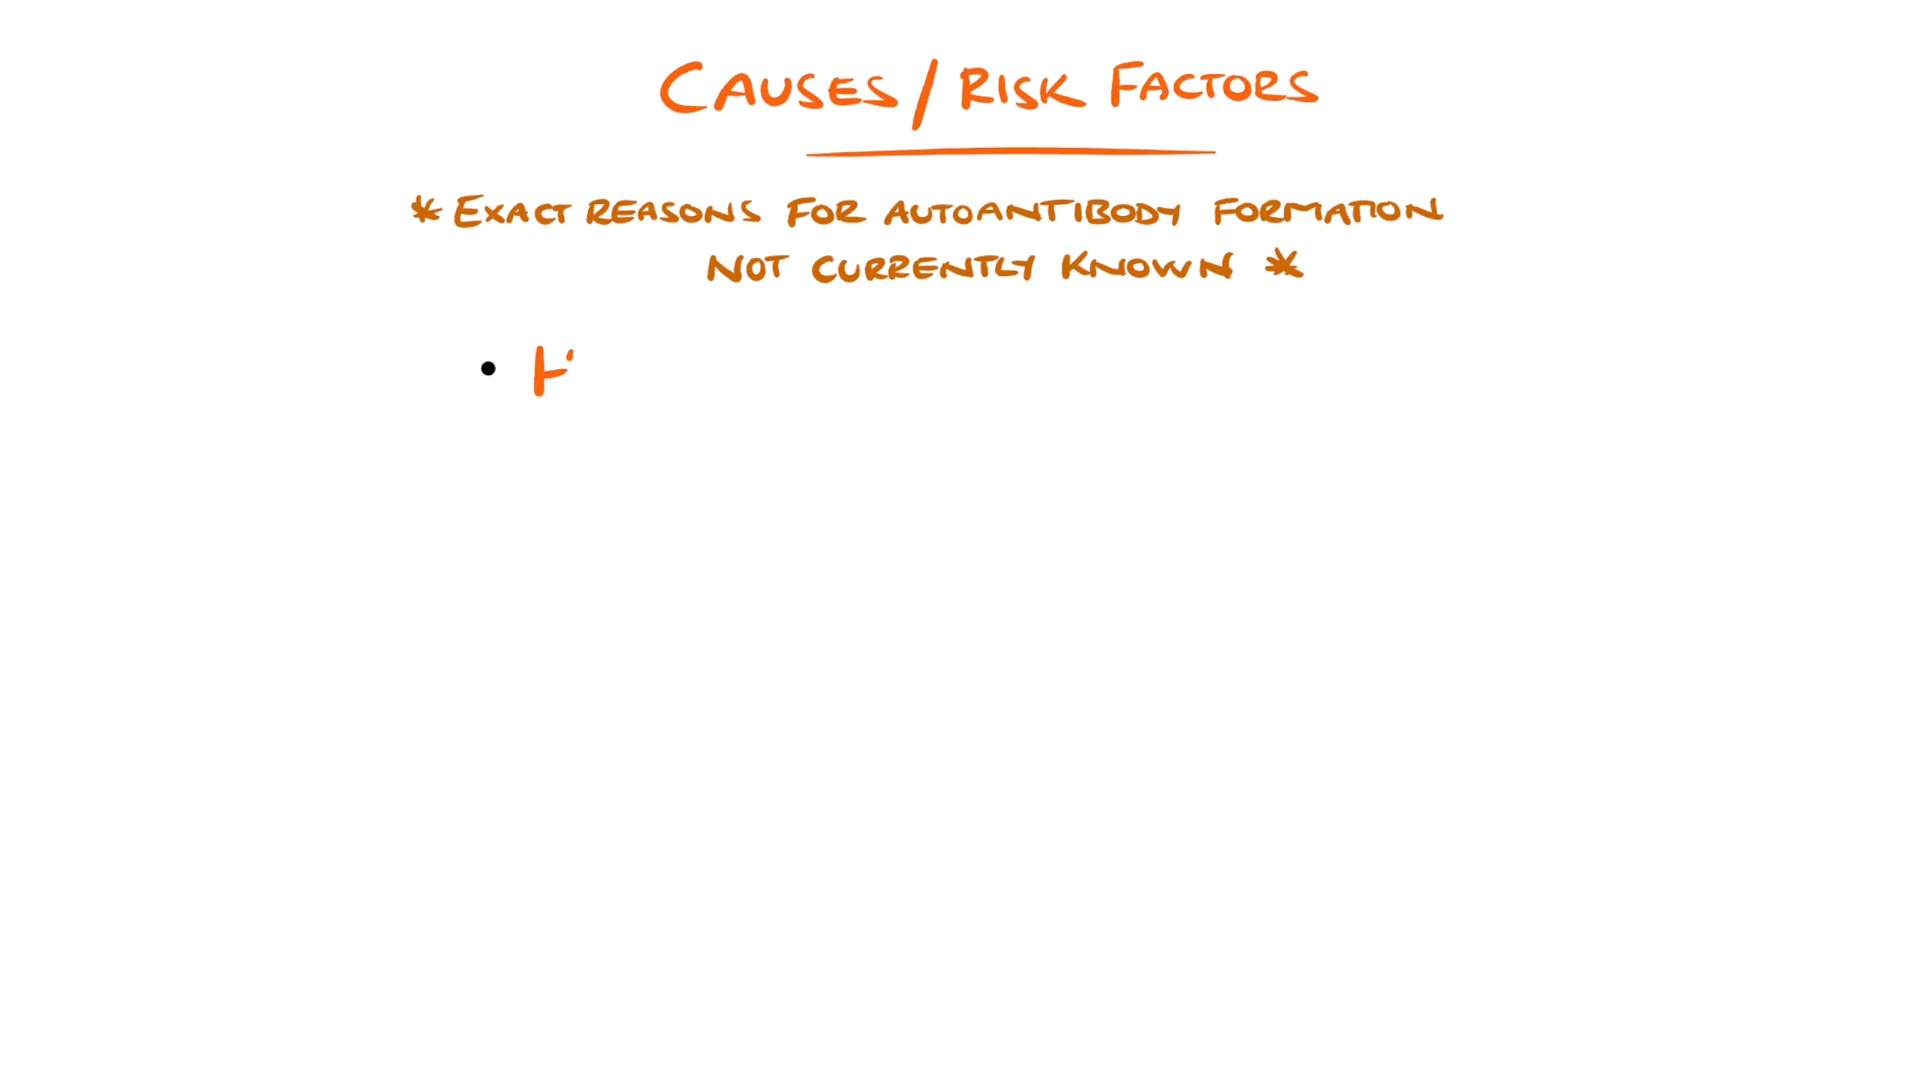 CAUSES / RISK FACTORS
* EXACT REASONS FOR AUTOANTIBODY FORMATION
NOT CURRENTLY KNOWN *
•